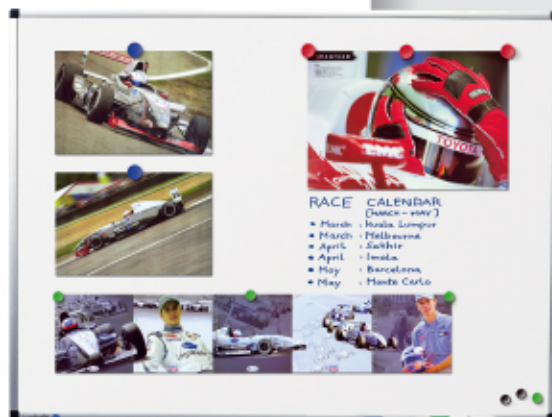 TOYOTA
RACE CALENDAR
[MARCH - MAY]
* March : Kuala Lumpur
* March : Melbourne
* April : Sakhir
* April : Imola
* May : Barcelona
* May : Monte Carlo